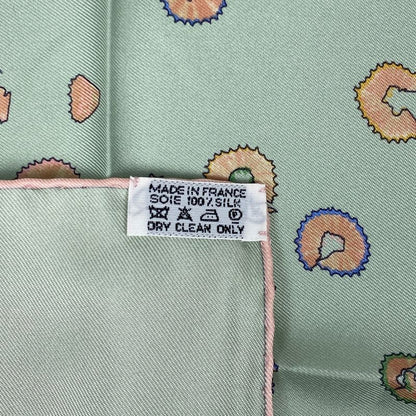 MADE IN FRANCE
SOIE 100% SILK
P
DRY CLEAN ONLY